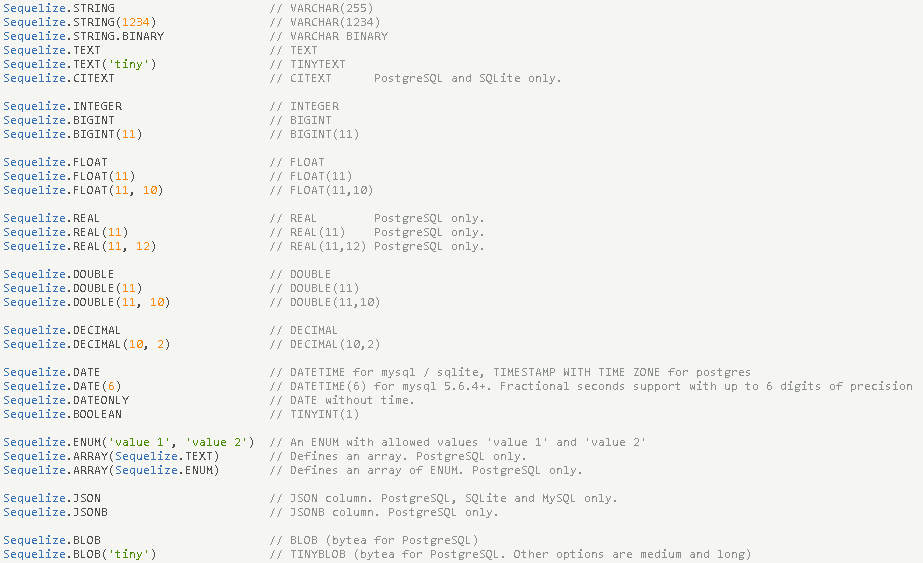 Sequelize.STRING // VARCHAR(255)
Sequelize.STRING(1234) // VARCHAR(1234)
Sequelize.STRING.BINARY // VARCHAR BINARY
Sequelize.TEXT // TEXT
Sequelize.TEXT('tiny') // TINYTEXT
Sequelize.CITEXT // CITEXT PostgreSQL and SQLite only.
Sequelize.INTEGER // INTEGER
Sequelize.BIGINT // BIGINT
Sequelize.BIGINT(11) // BIGINT(11)
Sequelize.FLOAT // FLOAT
Sequelize.FLOAT(11) // FLOAT(11)
Sequelize.FLOAT(11, 10) // FLOAT(11,10)
Sequelize.REAL // REAL PostgreSQL only.
Sequelize.REAL(11) // REAL(11) PostgreSQL only.
Sequelize.REAL(11, 12) // REAL(11,12) PostgreSQL only.
Sequelize.DOUBLE // DOUBLE
Sequelize.DOUBLE(11) // DOUBLE(11)
Sequelize.DOUBLE(11, 10) // DOUBLE(11,10)
Sequelize.DECIMAL // DECIMAL
Sequelize.DECIMAL(10, 2) // DECIMAL(10,2)
Sequelize.DATE // DATETIME for mysql / sqlite, TIMESTAMP WITH TIME ZONE for postgres
Sequelize.DATE(6) // DATETIME(6) for mysql 5.6.4+. Fractional seconds support with up to 6 digits of precision
Sequelize.DATEONLY // DATE without time.
Sequelize.BOOLEAN // TINYINT(1)
Sequelize.ENUM('value 1', 'value 2') // An ENUM with allowed values 'value 1' and 'value 2'
Sequelize.ARRAY(Sequelize.TEXT) // Defines an array. PostgreSQL only.
Sequelize.ARRAY(Sequelize.ENUM) // Defines an array of ENUM. PostgreSQL only.
Sequelize.JSON // JSON column. PostgreSQL, SQLite and MySQL only.
Sequelize.JSONB // JSONB column. PostgreSQL only.
Sequelize.BLOB // BLOB (bytea for PostgreSQL)
Sequelize.BLOB('tiny') // TINYBLOB (bytea for PostgreSQL. Other options are medium and long)